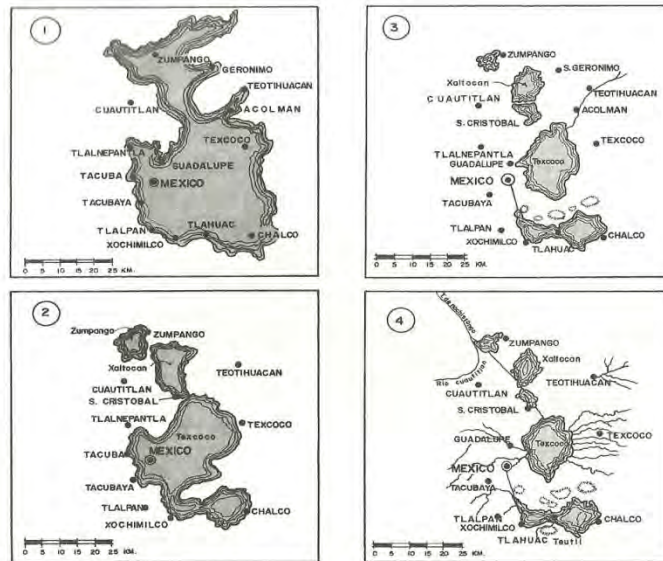 1
ZUMPANGO
GERONIMO
TEOTIHUACAN
CUAUTITLAN
ACOLMAN
TEXCOCO
TLALNEPANTLA
GUADALUPE
TACUBA
MEXICO
TACUBAYA
TLAHUAC
TLALPAN
CHALCO
XOCHIMILCO
0 5 10 15 20 25 KM.
2
Zumpango
ZUMPANGO
Xaltocan
TEOTIHUACAN
CUAUTITLAN
S. CRISTOBAL
TLALNEPANTLA
Texcoco
TEXCOCO
TACUBA
MEXICO
TACUBAYA
TLALPAN
CHALCO
XOCHIMILCO
0 5 10 15 20 25 KM.
3
ZUMPANGO
Xaltocan
S. GERONIMO
TEOTIHUACAN
CUAUTITLAN
ACOLMAN
S. CRISTOBAL
TLALNEPANTLA
TEXCOCO
GUADALUPE
Texcoco
MEXICO
TACUBAYA
TLALPAN
XOCHIMILCO
CHALCO
TLAHUAC
0 5 10 15 20 25 KM.
4
ZUMPANGO
Xaltocan
Rio cuautitlan
TEOTIHUACAN
CUAUTITLAN
S. CRISTOBAL
GUADALUPE
Texcoco
TEXCOCO
MEXICO
TACUBAYA
TLALPAN
XOCHIMILCO
CHALCO
TLAHUAC
0 5 10 15 20 25 KM.